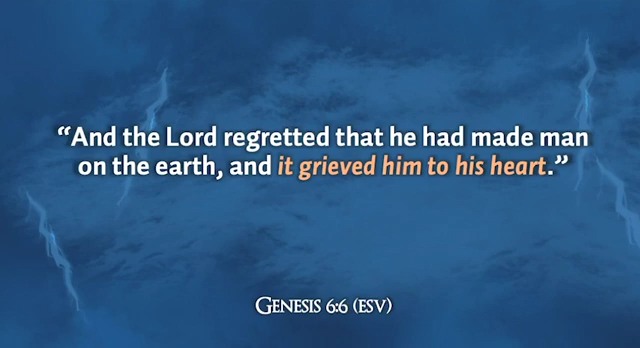 “And the Lord regretted that he had made man
on the earth, and it grieved him to his heart.”
Genesis 6:6 (ESV)